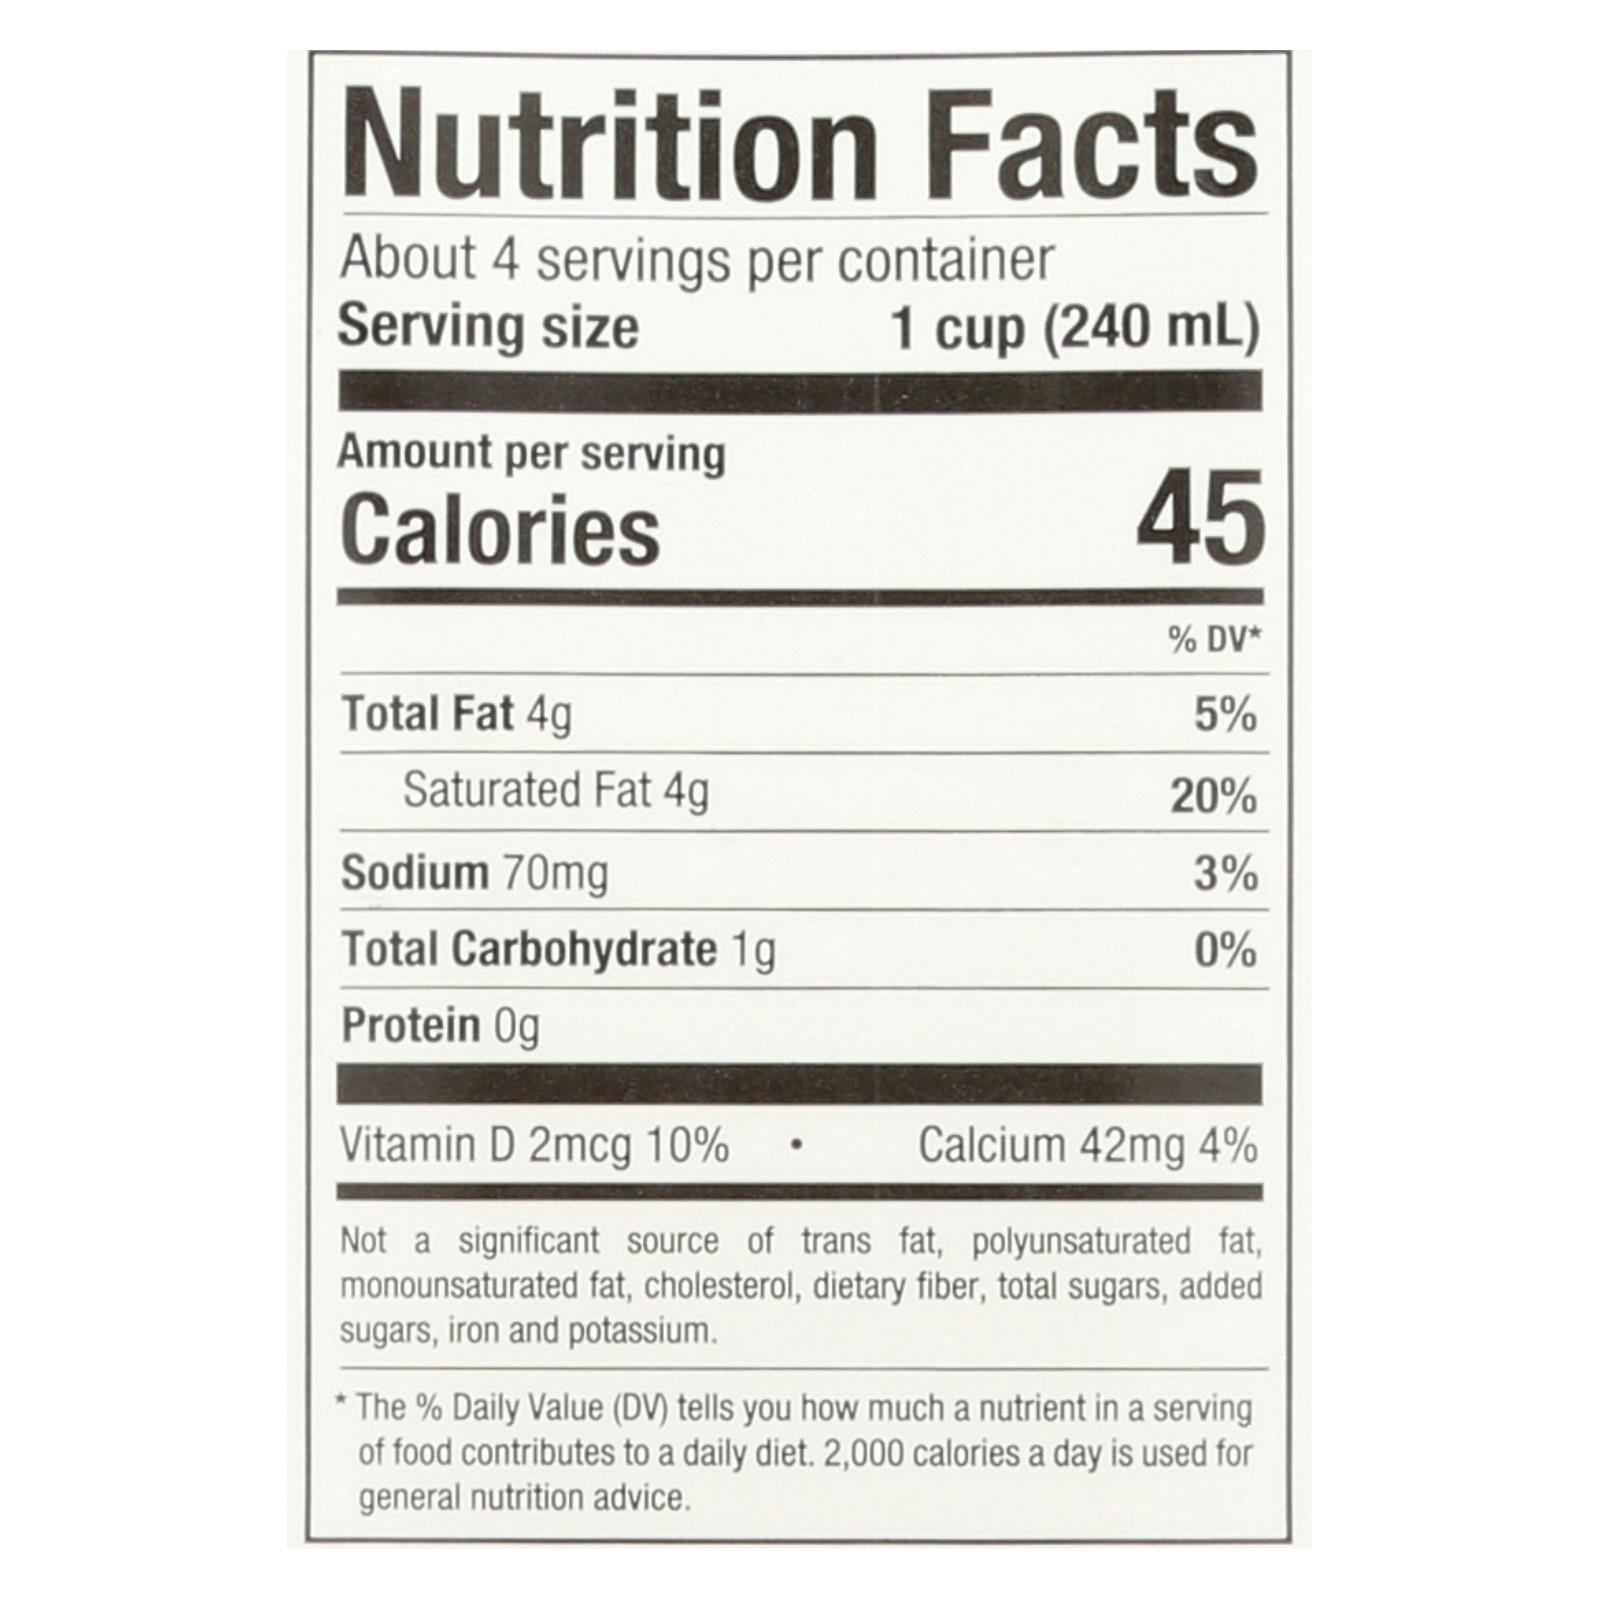 Nutrition Facts
About 4 servings per container
Serving size 1 cup (240 mL)
Amount per serving
Calories 45
% DV*
Total Fat 4g 5%
Saturated Fat 4g 20%
Sodium 70mg 3%
Total Carbohydrate 1g 0%
Protein 0g
Vitamin D 2mcg 10% • Calcium 42mg 4%
Not a significant source of trans fat, polyunsaturated fat,
monounsaturated fat, cholesterol, dietary fiber, total sugars, added
sugars, iron and potassium.
* The % Daily Value (DV) tells you how much a nutrient in a serving
of food contributes to a daily diet. 2,000 calories a day is used for
general nutrition advice.